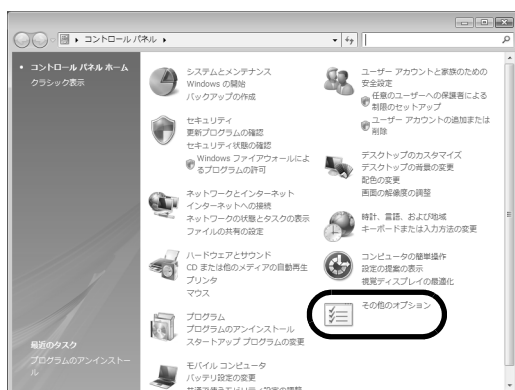 コントロール パネル
コントロール パネル ホーム
クラシック表示
システムとメンテナンス
Windows の開始
バックアップの作成
セキュリティ
更新プログラムの確認
セキュリティ状態の確認
Windows ファイアウォールによ
るプログラムの許可
ネットワークとインターネット
インターネットへの接続
ネットワークの状態とタスクの表示
ファイルの共有の設定
ハードウェアとサウンド
CD または他のメディアの自動再生
プリンタ
マウス
プログラム
プログラムのアンインストール
スタートアップ プログラムの変更
モバイル コンピュータ
バッテリ設定の変更
共通で使うモビリティ設定の調整
ユーザー アカウントと家族のための
安全設定
任意のユーザーへの保護者による
制限のセットアップ
ユーザー アカウントの追加または
削除
デスクトップのカスタマイズ
デスクトップの背景の変更
配色の変更
画面の解像度の調整
時計、言語、および地域
キーボードまたは入力方法の変更
コンピュータの簡単操作
設定の提案の表示
視覚ディスプレイの最適化
その他のオプション
最近のタスク
プログラムのアンインストー
ル